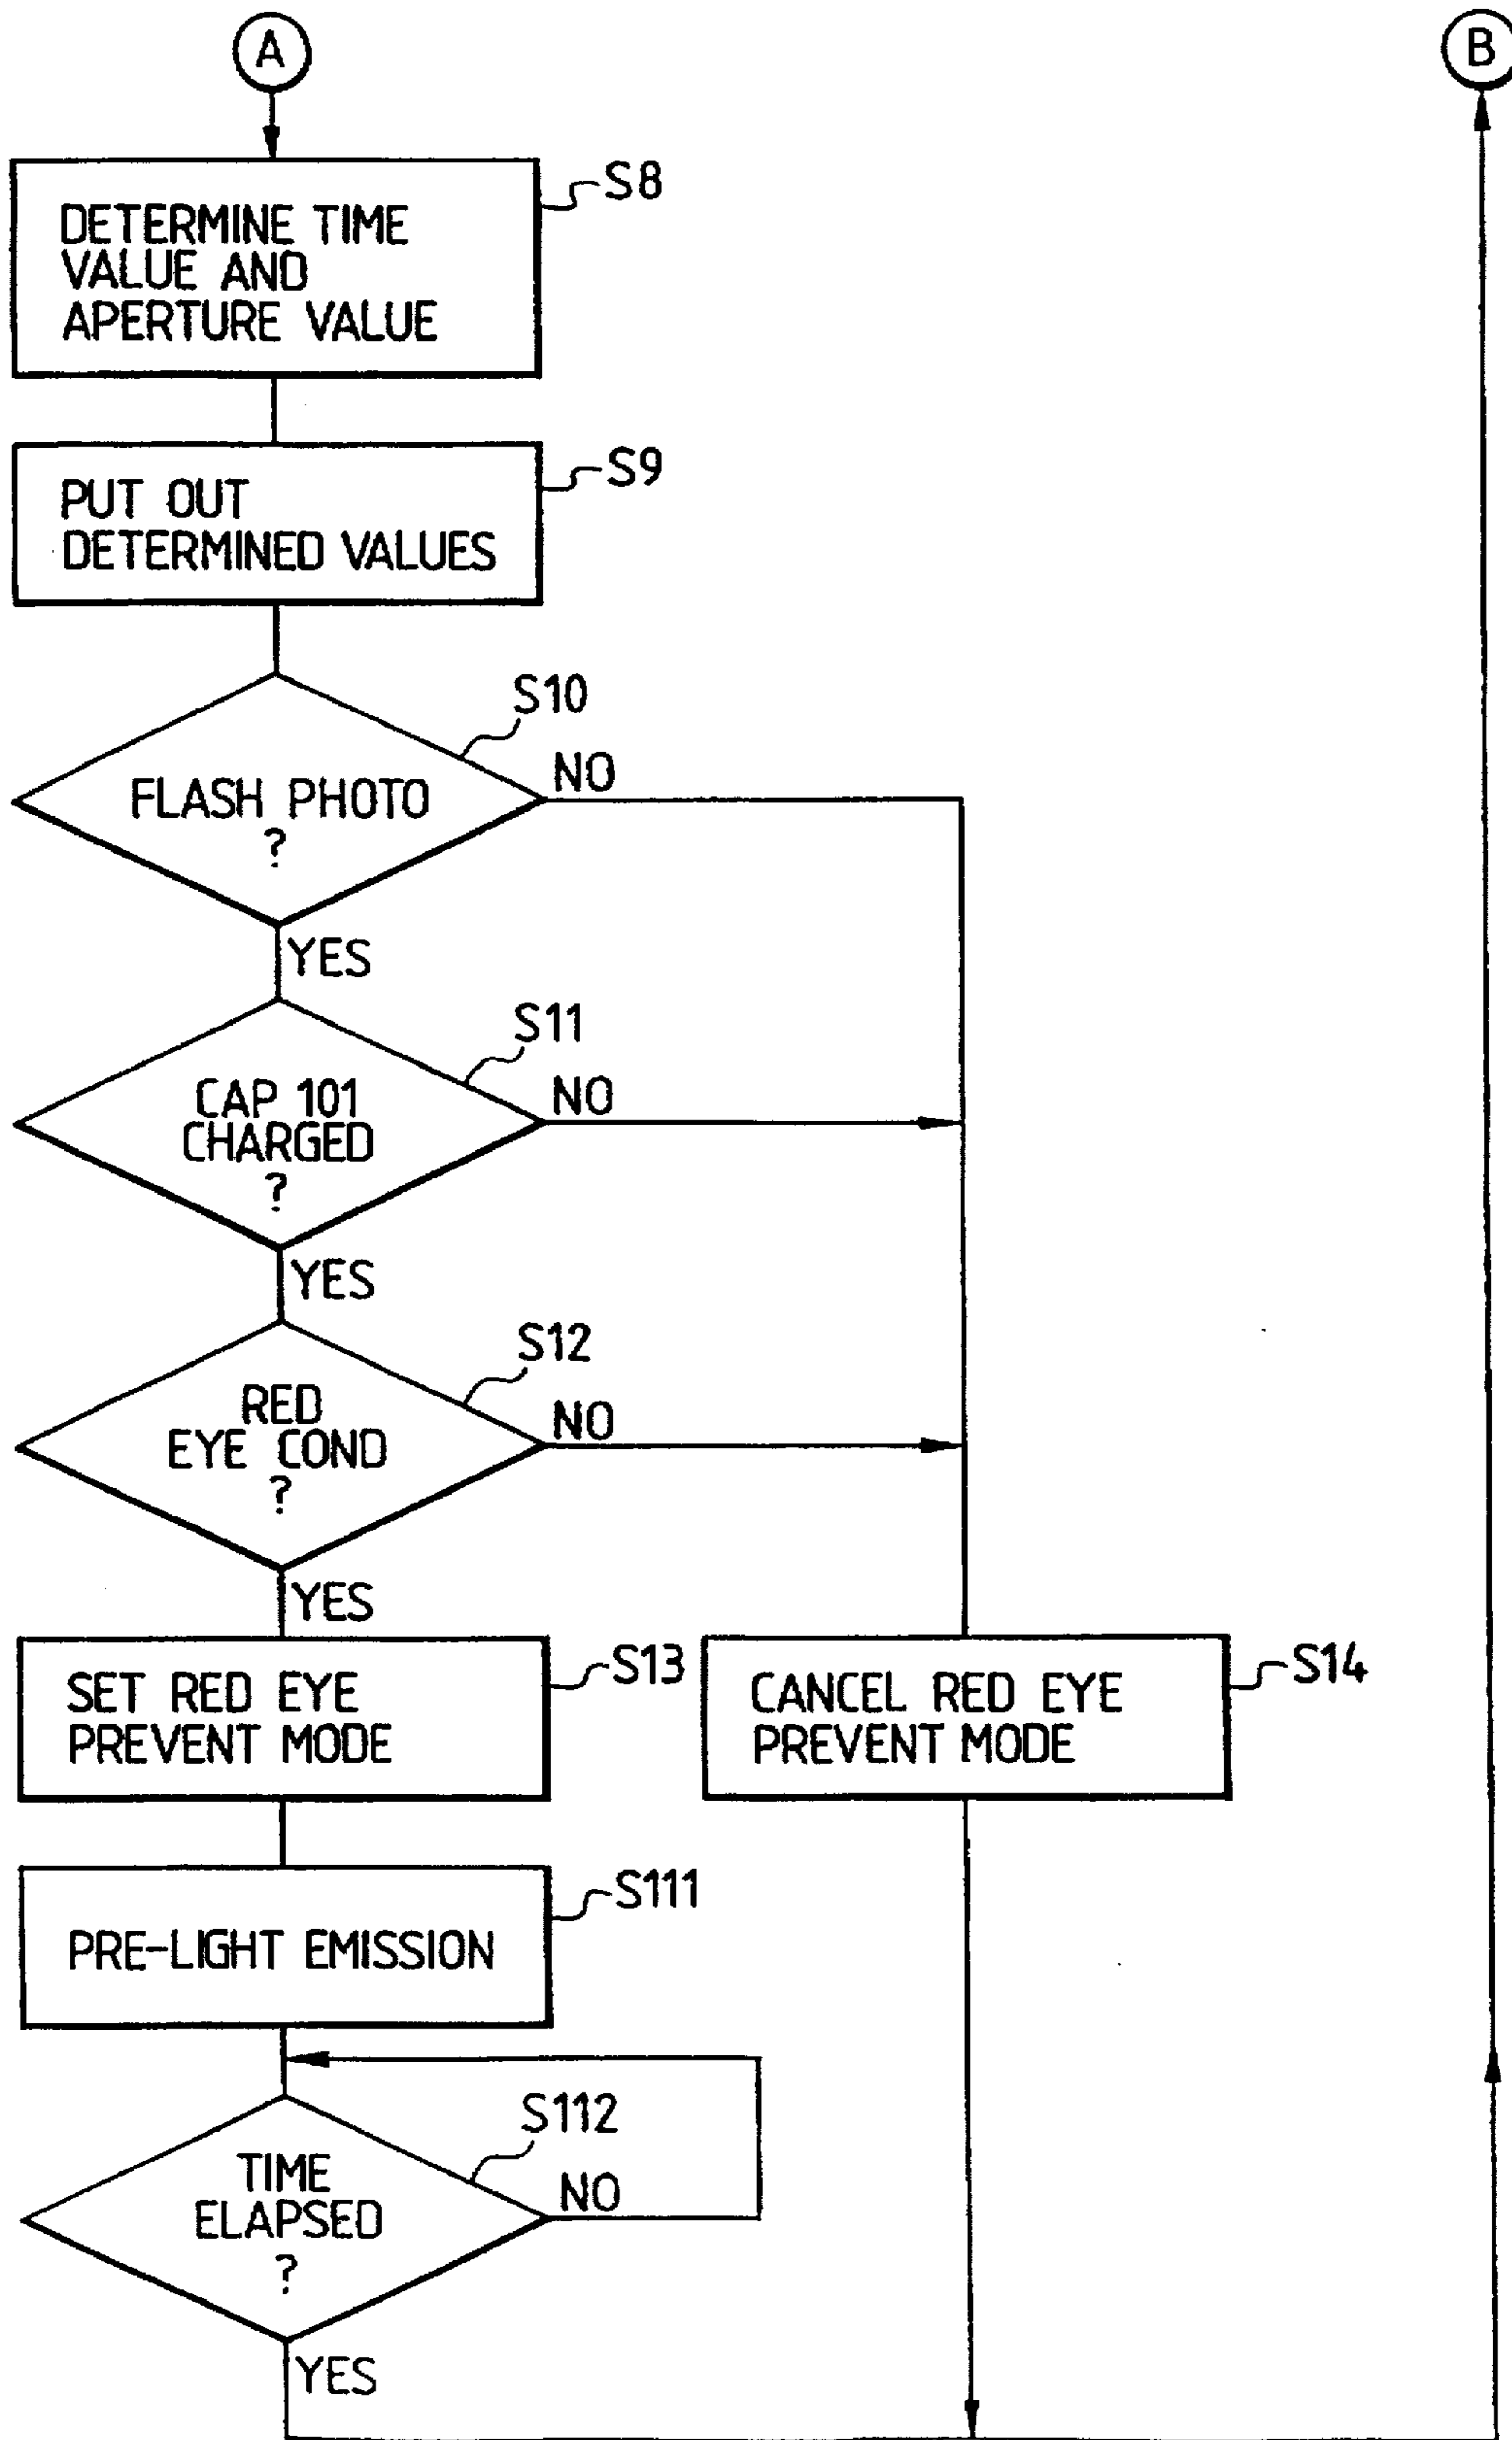 A
B
S8
DETERMINE TIME
VALUE AND
APERTURE VALUE
S9
PUT OUT
DETERMINED VALUES
S10
FLASH PHOTO
?
NO
YES
S11
CAP 101
CHARGED
?
NO
YES
S12
RED
EYE COND
?
NO
YES
S13
SET RED EYE
PREVENT MODE
S14
CANCEL RED EYE
PREVENT MODE
S111
PRE-LIGHT EMISSION
S112
TIME
ELAPSED
?
NO
YES